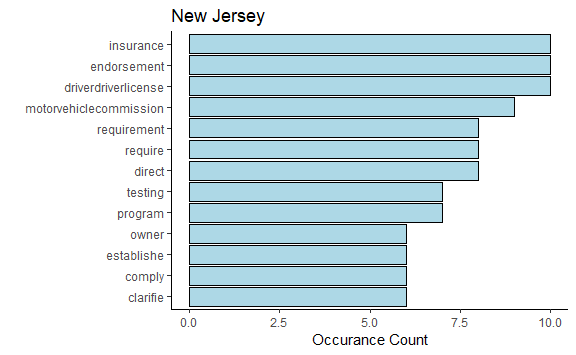 New Jersey
insurance
endorsement
driverdriverlicense
motorvehiclecommission
requirement
require
direct
testing
program
owner
establishe
comply
clarifie
0.0 2.5 5.0 7.5 10.0
Occurance Count